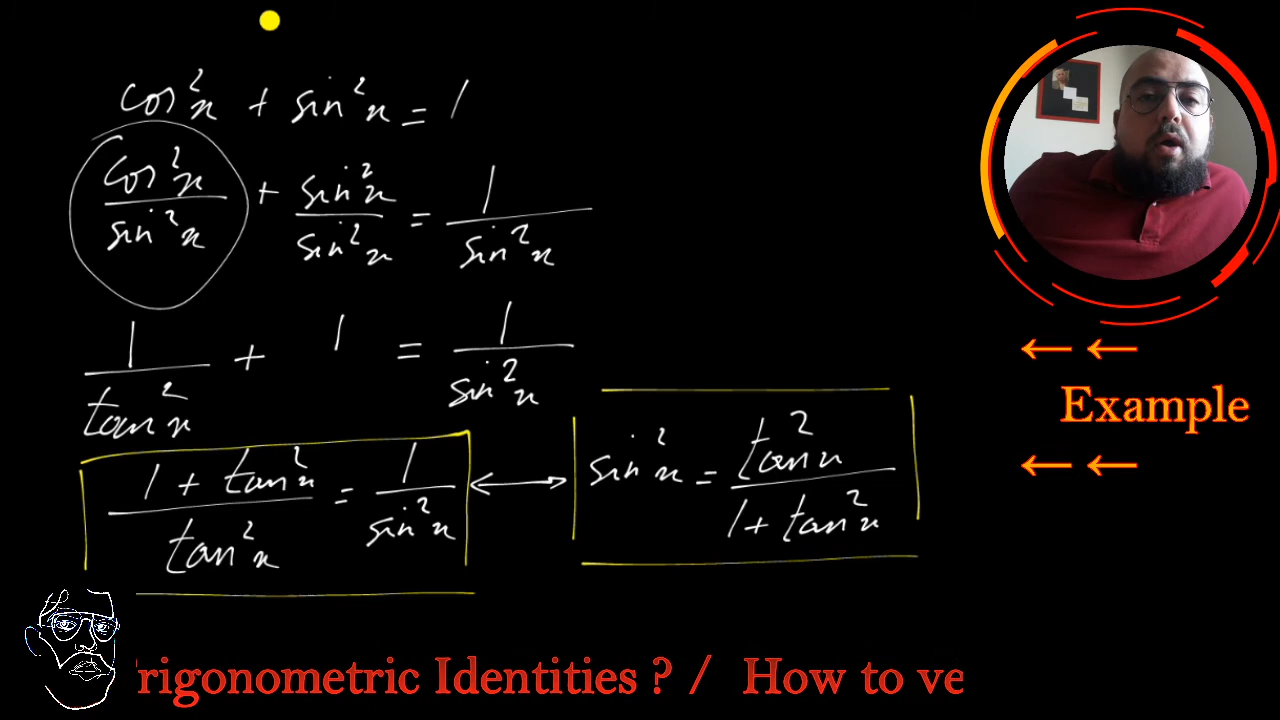 cos²x + sin²x = 1
cos²x/sin²x + sin²x/sin²x = 1/sin²x
1/tan²x + 1 = 1/sin²x
(1 + tan²x)/tan²x = 1/sin²x ↔ sin²x = tan²x/(1 + tan²x)
← ←
Example
← ←
rigonometric Identities ? / How to ve